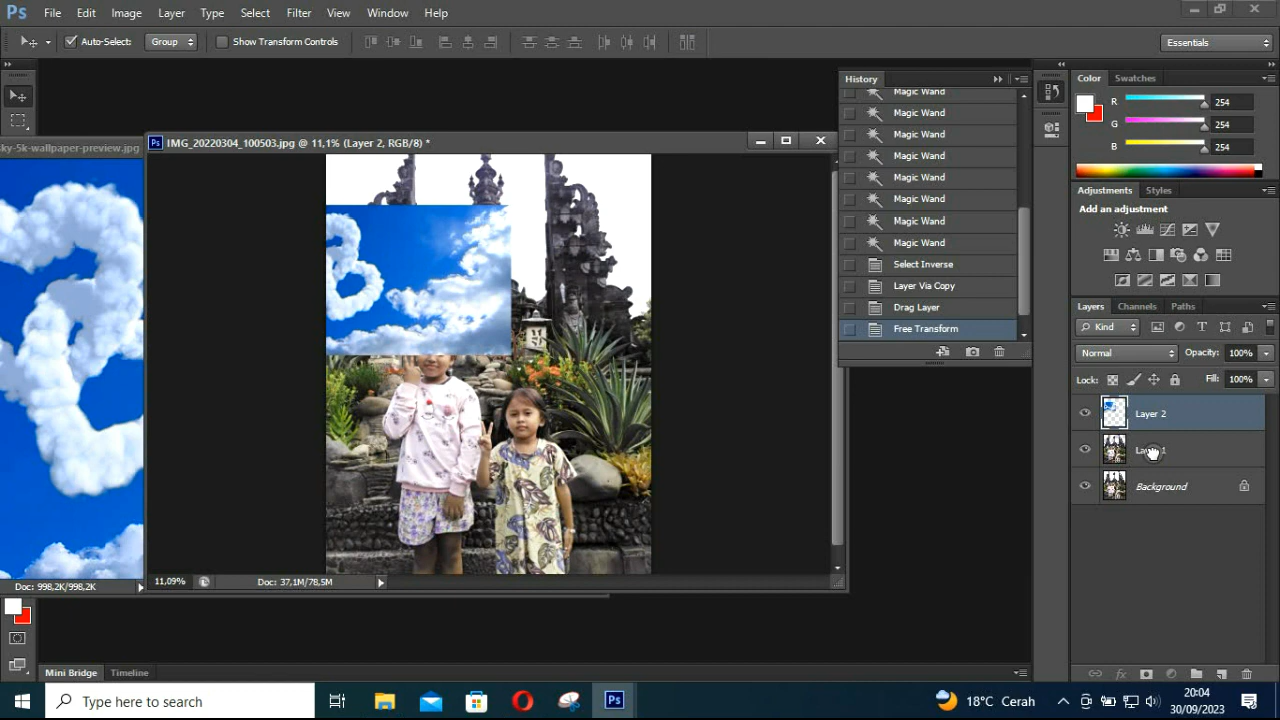 Ps File Edit Image Layer Type Select Filter 3D View Window Help
Auto-Select: Group Show Transform Controls Essentials
History
Magic Wand
Magic Wand
Magic Wand
Magic Wand
Magic Wand
Magic Wand
Magic Wand
Magic Wand
Select Inverse
Layer Via Copy
Drag Layer
Free Transform
Color Swatches
R 254
G 254
B 254
Adjustments Styles
Add an adjustment
Layers Channels Paths
Kind
Normal Opacity: 100%
Lock: Fill: 100%
Layer 2
Background
sky-5k-wallpaper-preview.jpg
Doc: 998,2K/998,2K
Ps IMG_20220304_100503.jpg @ 11,1% (Layer 2, RGB/8) *
11,09% Doc: 37,1M/78,5M
Mini Bridge Timeline
Type here to search
Ps
18°C Cerah
20:04
30/09/2023